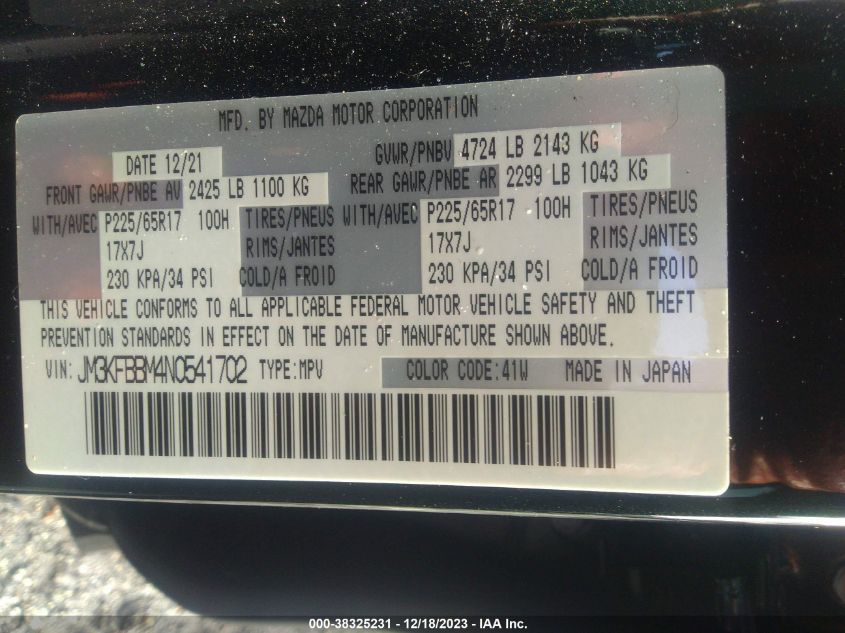 MFD. BY MAZDA MOTOR CORPORATION
DATE 12/21 GVWR/PNBV 4724 LB 2143 KG
FRONT GAWR/PNBE AV 2425 LB 1100 KG REAR GAWR/PNBE AR 2299 LB 1043 KG
WITH/AVEC P225/65R17 100H TIRES/PNEUS WITH/AVEC P225/65R17 100H TIRES/PNEUS
17X7J RIMS/JANTES 17X7J RIMS/JANTES
230 KPA/34 PSI COLD/A FROID 230 KPA/34 PSI COLD/A FROID
THIS VEHICLE CONFORMS TO ALL APPLICABLE FEDERAL MOTOR VEHICLE SAFETY AND THEFT
PREVENTION STANDARDS IN EFFECT ON THE DATE OF MANUFACTURE SHOWN ABOVE.
VIN: JM3KFBBM4N0541702 TYPE:MPV COLOR CODE:41W MADE IN JAPAN
000-38325231 - 12/18/2023 - IAA Inc.